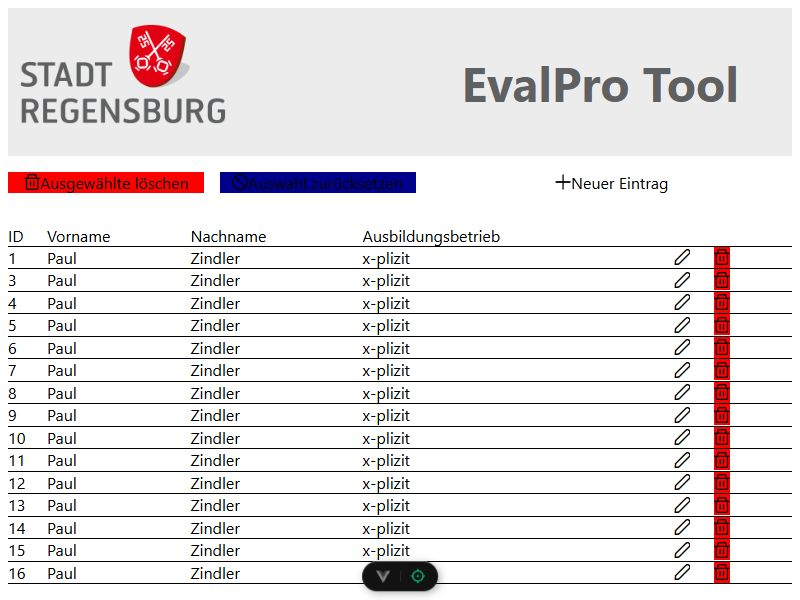 STADT
REGENSBURG
EvalPro Tool
Ausgewählte löschen Auswahl zurücksetzen Neuer Eintrag
ID Vorname Nachname Ausbildungsbetrieb
1 Paul Zindler x-plizit
3 Paul Zindler x-plizit
4 Paul Zindler x-plizit
5 Paul Zindler x-plizit
6 Paul Zindler x-plizit
7 Paul Zindler x-plizit
8 Paul Zindler x-plizit
9 Paul Zindler x-plizit
10 Paul Zindler x-plizit
11 Paul Zindler x-plizit
12 Paul Zindler x-plizit
13 Paul Zindler x-plizit
14 Paul Zindler x-plizit
15 Paul Zindler x-plizit
16 Paul Zindler